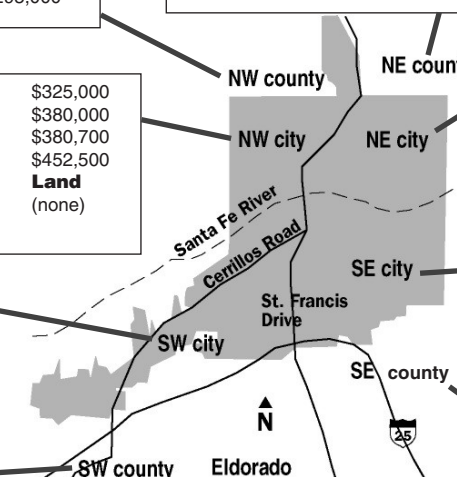 NW county
NE coun
$325,000
$380,000
$380,700
$452,500
Land
(none)
NW city
NE city
Santa Fe River
Cerrillos Road
SE city
St. Francis
Drive
SW city
SE county
N
25
SW county
Eldorado